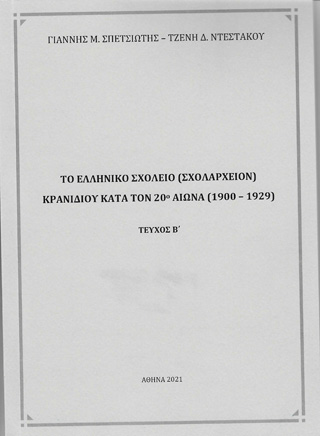 ΓΙΑΝΝΗΣ Μ. ΣΠΕΤΣΙΩΤΗΣ – ΤΖΕΝΗ Δ. ΝΤΕΣΤΑΚΟΥ
ΤΟ ΕΛΛΗΝΙΚΟ ΣΧΟΛΕΙΟ (ΣΧΟΛΑΡΧΕΙΟΝ)
ΚΡΑΝΙΔΙΟΥ ΚΑΤΑ ΤΟΝ 20ο ΑΙΩΝΑ (1900 – 1929)
ΤΕΥΧΟΣ Β΄
ΑΘΗΝΑ 2021